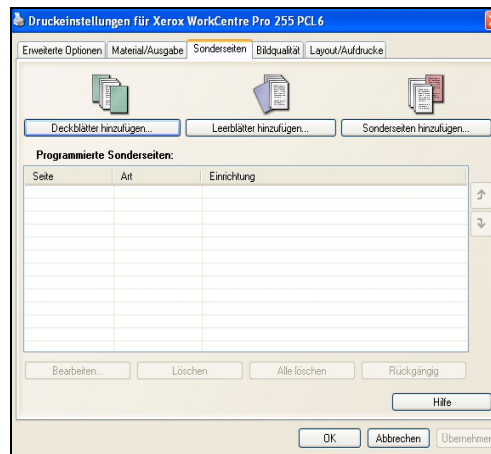 Druckeinstellungen für Xerox WorkCentre Pro 255 PCL6
Erweiterte Optionen Material/Ausgabe Sonderseiten Bildqualität Layout/Aufdrucke
Deckblätter hinzufügen... Leerblätter hinzufügen... Sonderseiten hinzufügen...
Programmierte Sonderseiten:
Seite Art Einrichtung
Bearbeiten... Löschen Alle löschen Rückgängig
Hilfe
OK Abbrechen Übernehmen